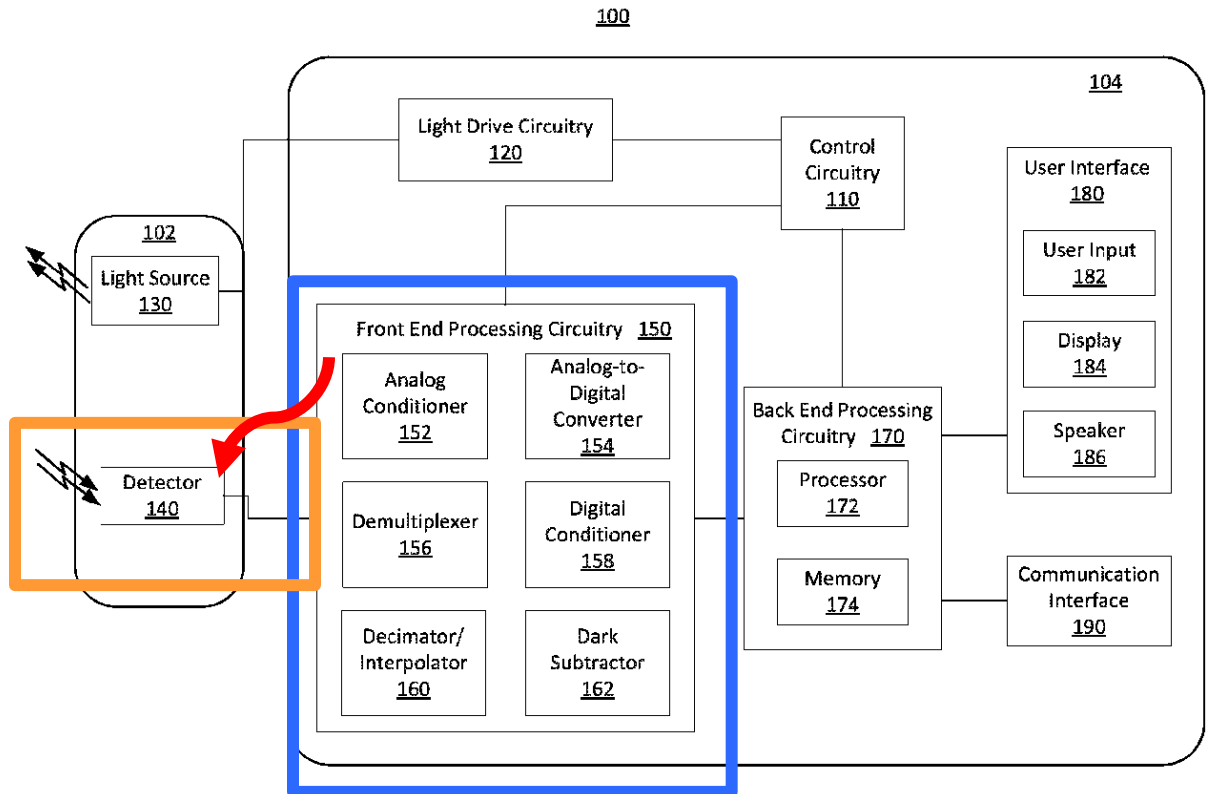 100
104
Light Drive Circuitry
120
Control
Circuitry
110
User Interface
180
User Input
182
Display
184
Speaker
186
102
Light Source
130
Detector
140
Front End Processing Circuitry 150
Analog
Conditioner
152
Analog-to-
Digital
Converter
154
Demultiplexer
156
Digital
Conditioner
158
Decimator/
Interpolator
160
Dark
Subtractor
162
Back End Processing
Circuitry 170
Processor
172
Memory
174
Communication
Interface
190